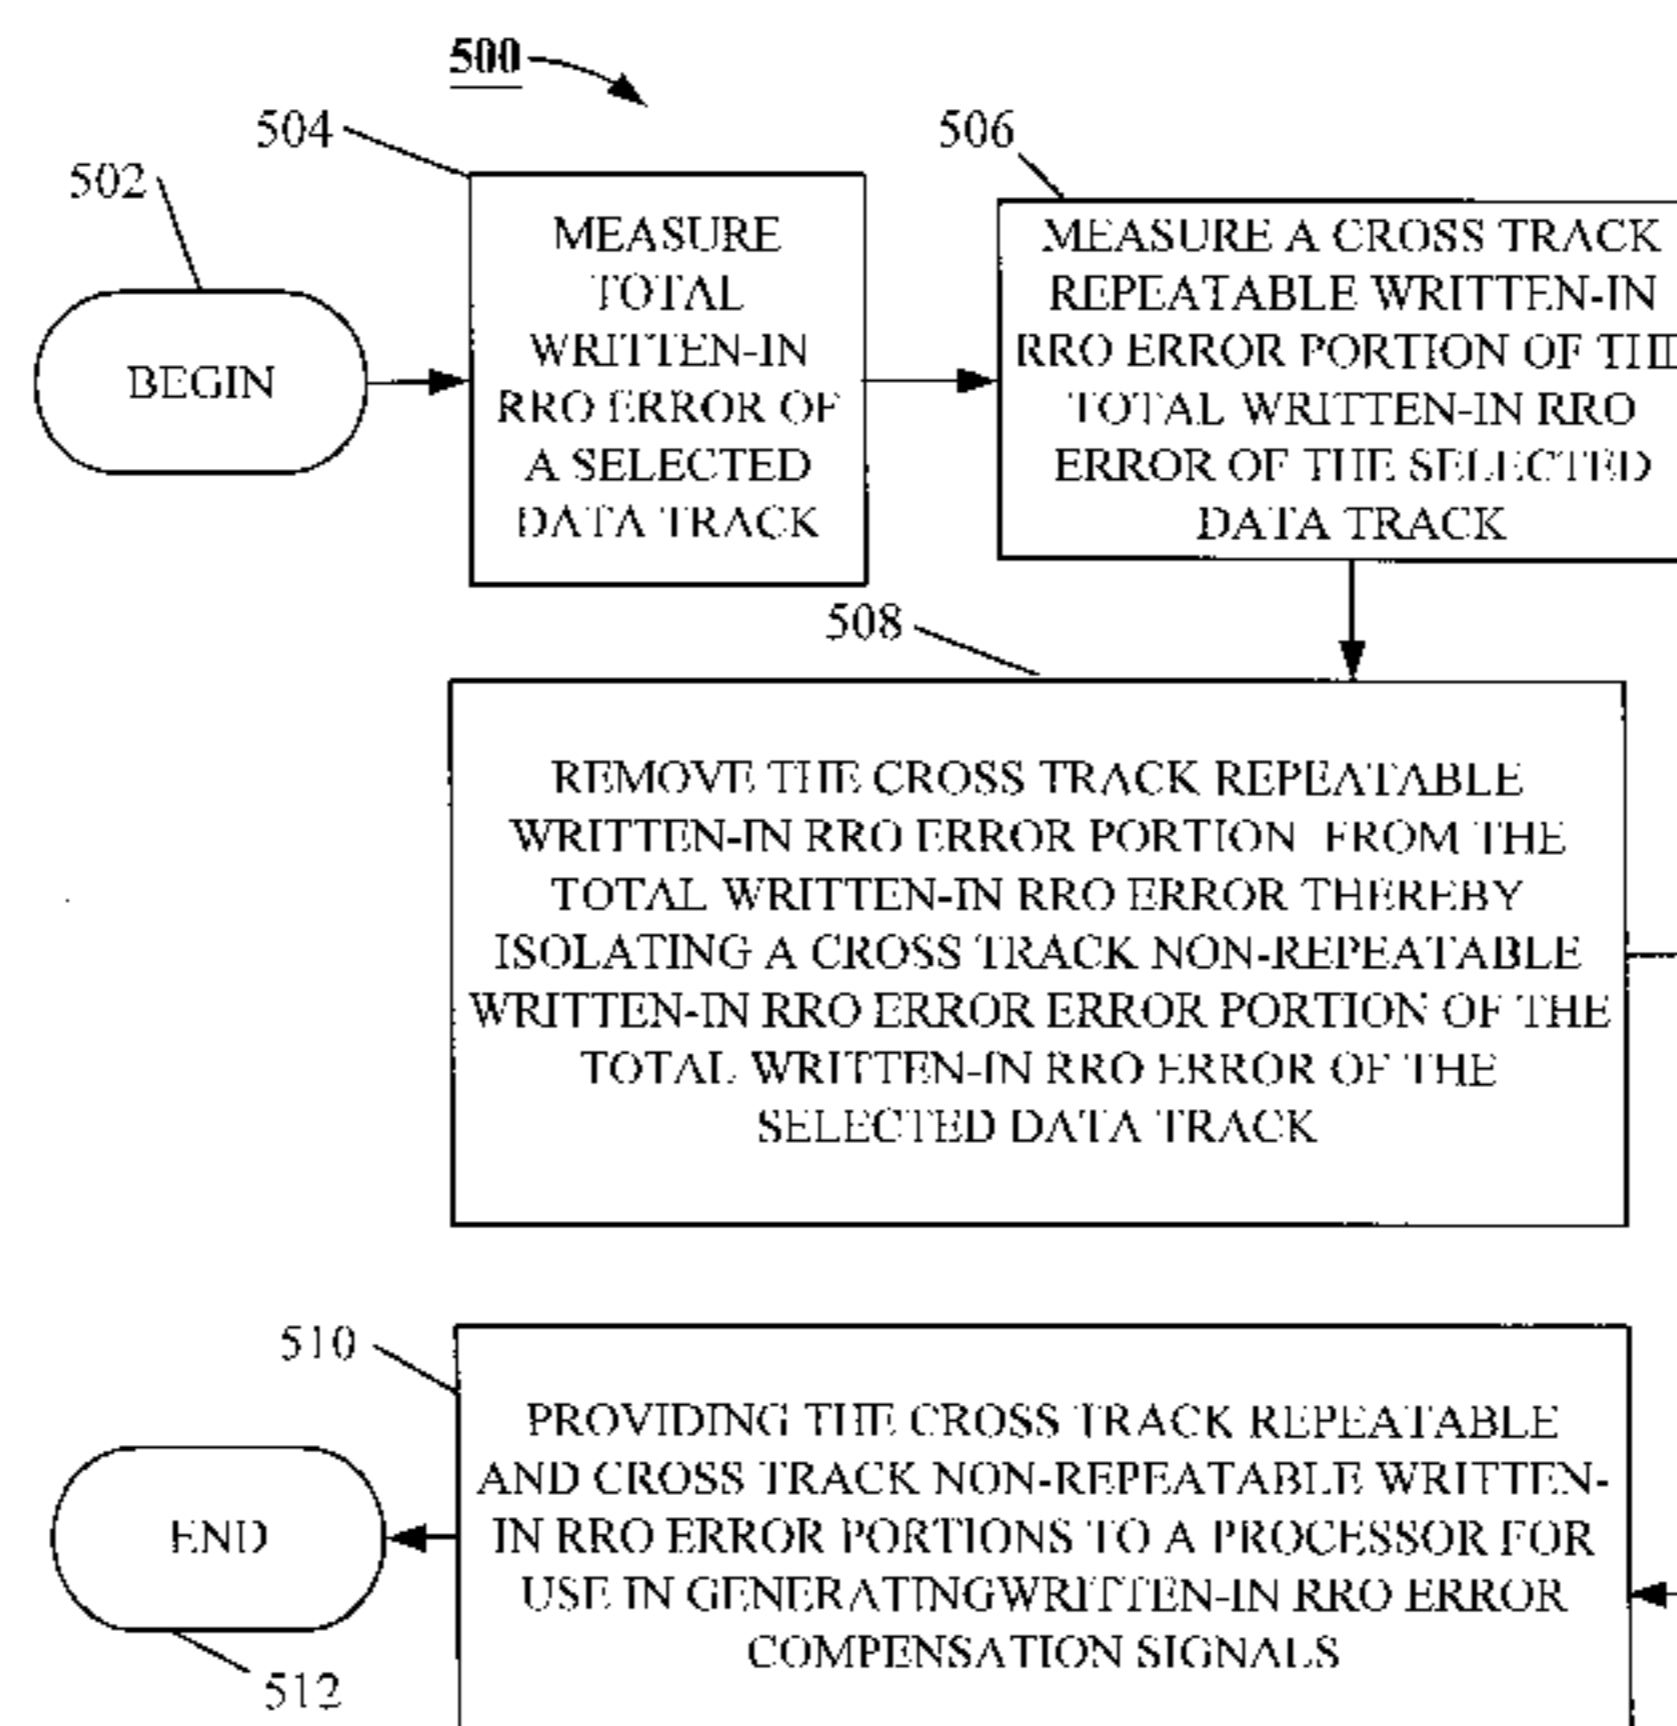 500
504
506
502
BEGIN
MEASURE
TOTAL
WRITTEN-IN
RRO ERROR OF
A SELECTED
DATA TRACK
MEASURE A CROSS TRACK
REPEATABLE WRITTEN-IN
RRO ERROR PORTION OF THE
TOTAL WRITTEN-IN RRO
ERROR OF THE SELECTED
DATA TRACK
508
REMOVE THE CROSS TRACK REPEATABLE
WRITTEN-IN RRO ERROR PORTION FROM THE
TOTAL WRITTEN-IN RRO ERROR THEREBY
ISOLATING A CROSS TRACK NON-REPEATABLE
WRITTEN-IN RRO ERROR ERROR PORTION OF THE
TOTAL WRITTEN-IN RRO ERROR OF THE
SELECTED DATA TRACK
510
PROVIDING THE CROSS TRACK REPEATABLE
AND CROSS TRACK NON-REPEATABLE WRITTEN-
IN RRO ERROR PORTIONS TO A PROCESSOR FOR
USE IN GENERATINGWRITTEN-IN RRO ERROR
COMPENSATION SIGNALS
END
512